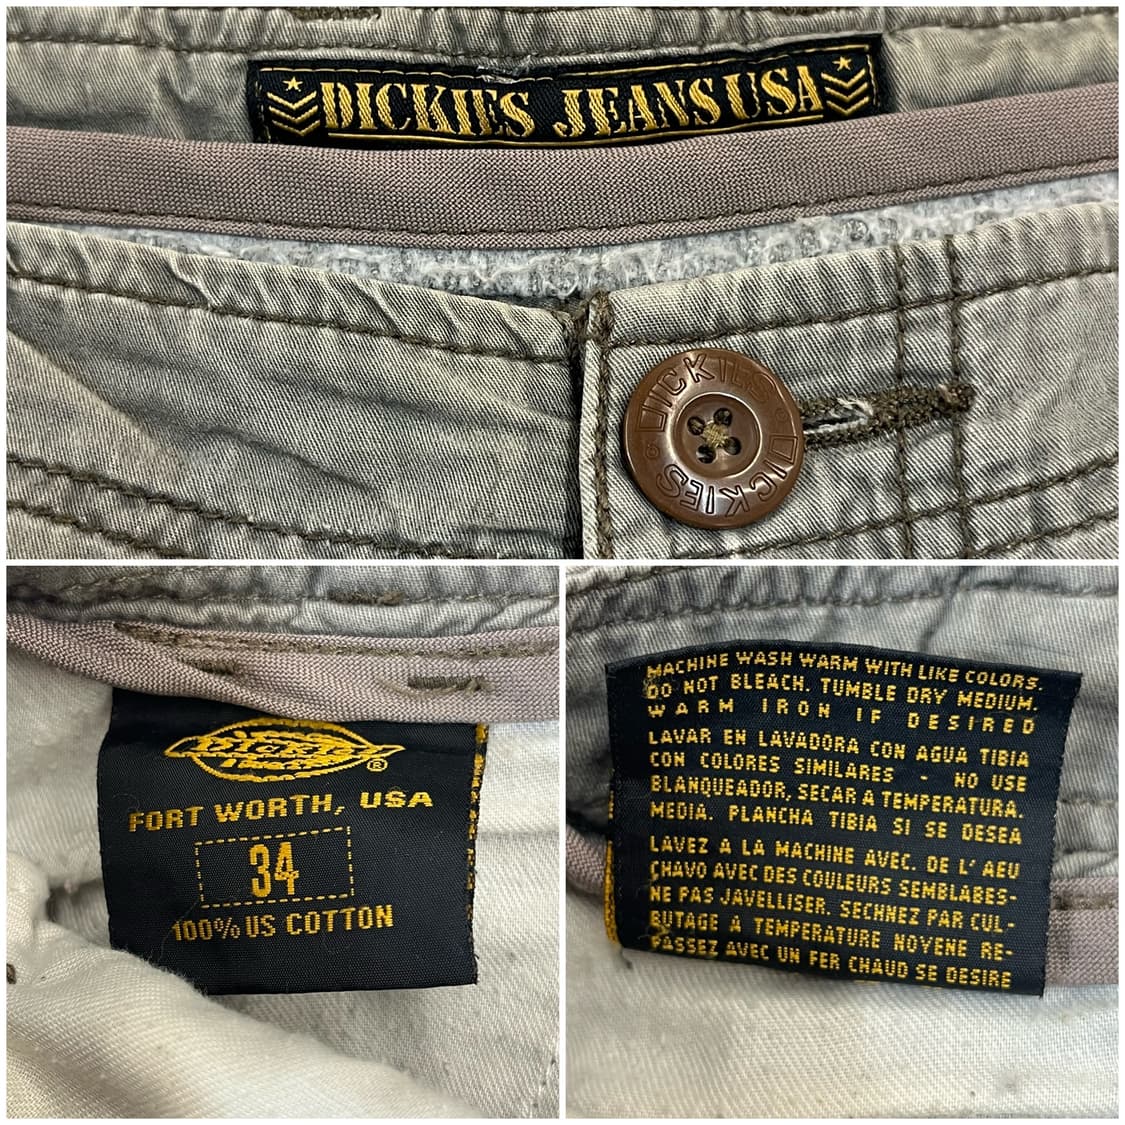 DICKIES JEANS USA
DICKIES DICKIES
DICKIES
®
FORT WORTH, USA
34
100% US COTTON
MACHINE WASH WARM WITH LIKE COLORS.
DO NOT BLEACH. TUMBLE DRY MEDIUM.
WARM IRON IF DESIRED
LAVAR EN LAVADORA CON AGUA TIBIA
CON COLORES SIMILARES - NO USE
BLANQUEADOR, SECAR A TEMPERATURA.
MEDIA. PLANCHA TIBIA SI SE DESEA
LAVEZ A LA MACHINE AVEC. DE L' AEU
CHAVO AVEC DES COULEURS SEMBLABES-
NE PAS JAVELLISER. SECHNEZ PAR CUL-
BUTAGE A TEMPERATURE NOYENE RE-
PASSEZ AVEC UN FER CHAUD SE DESIRE